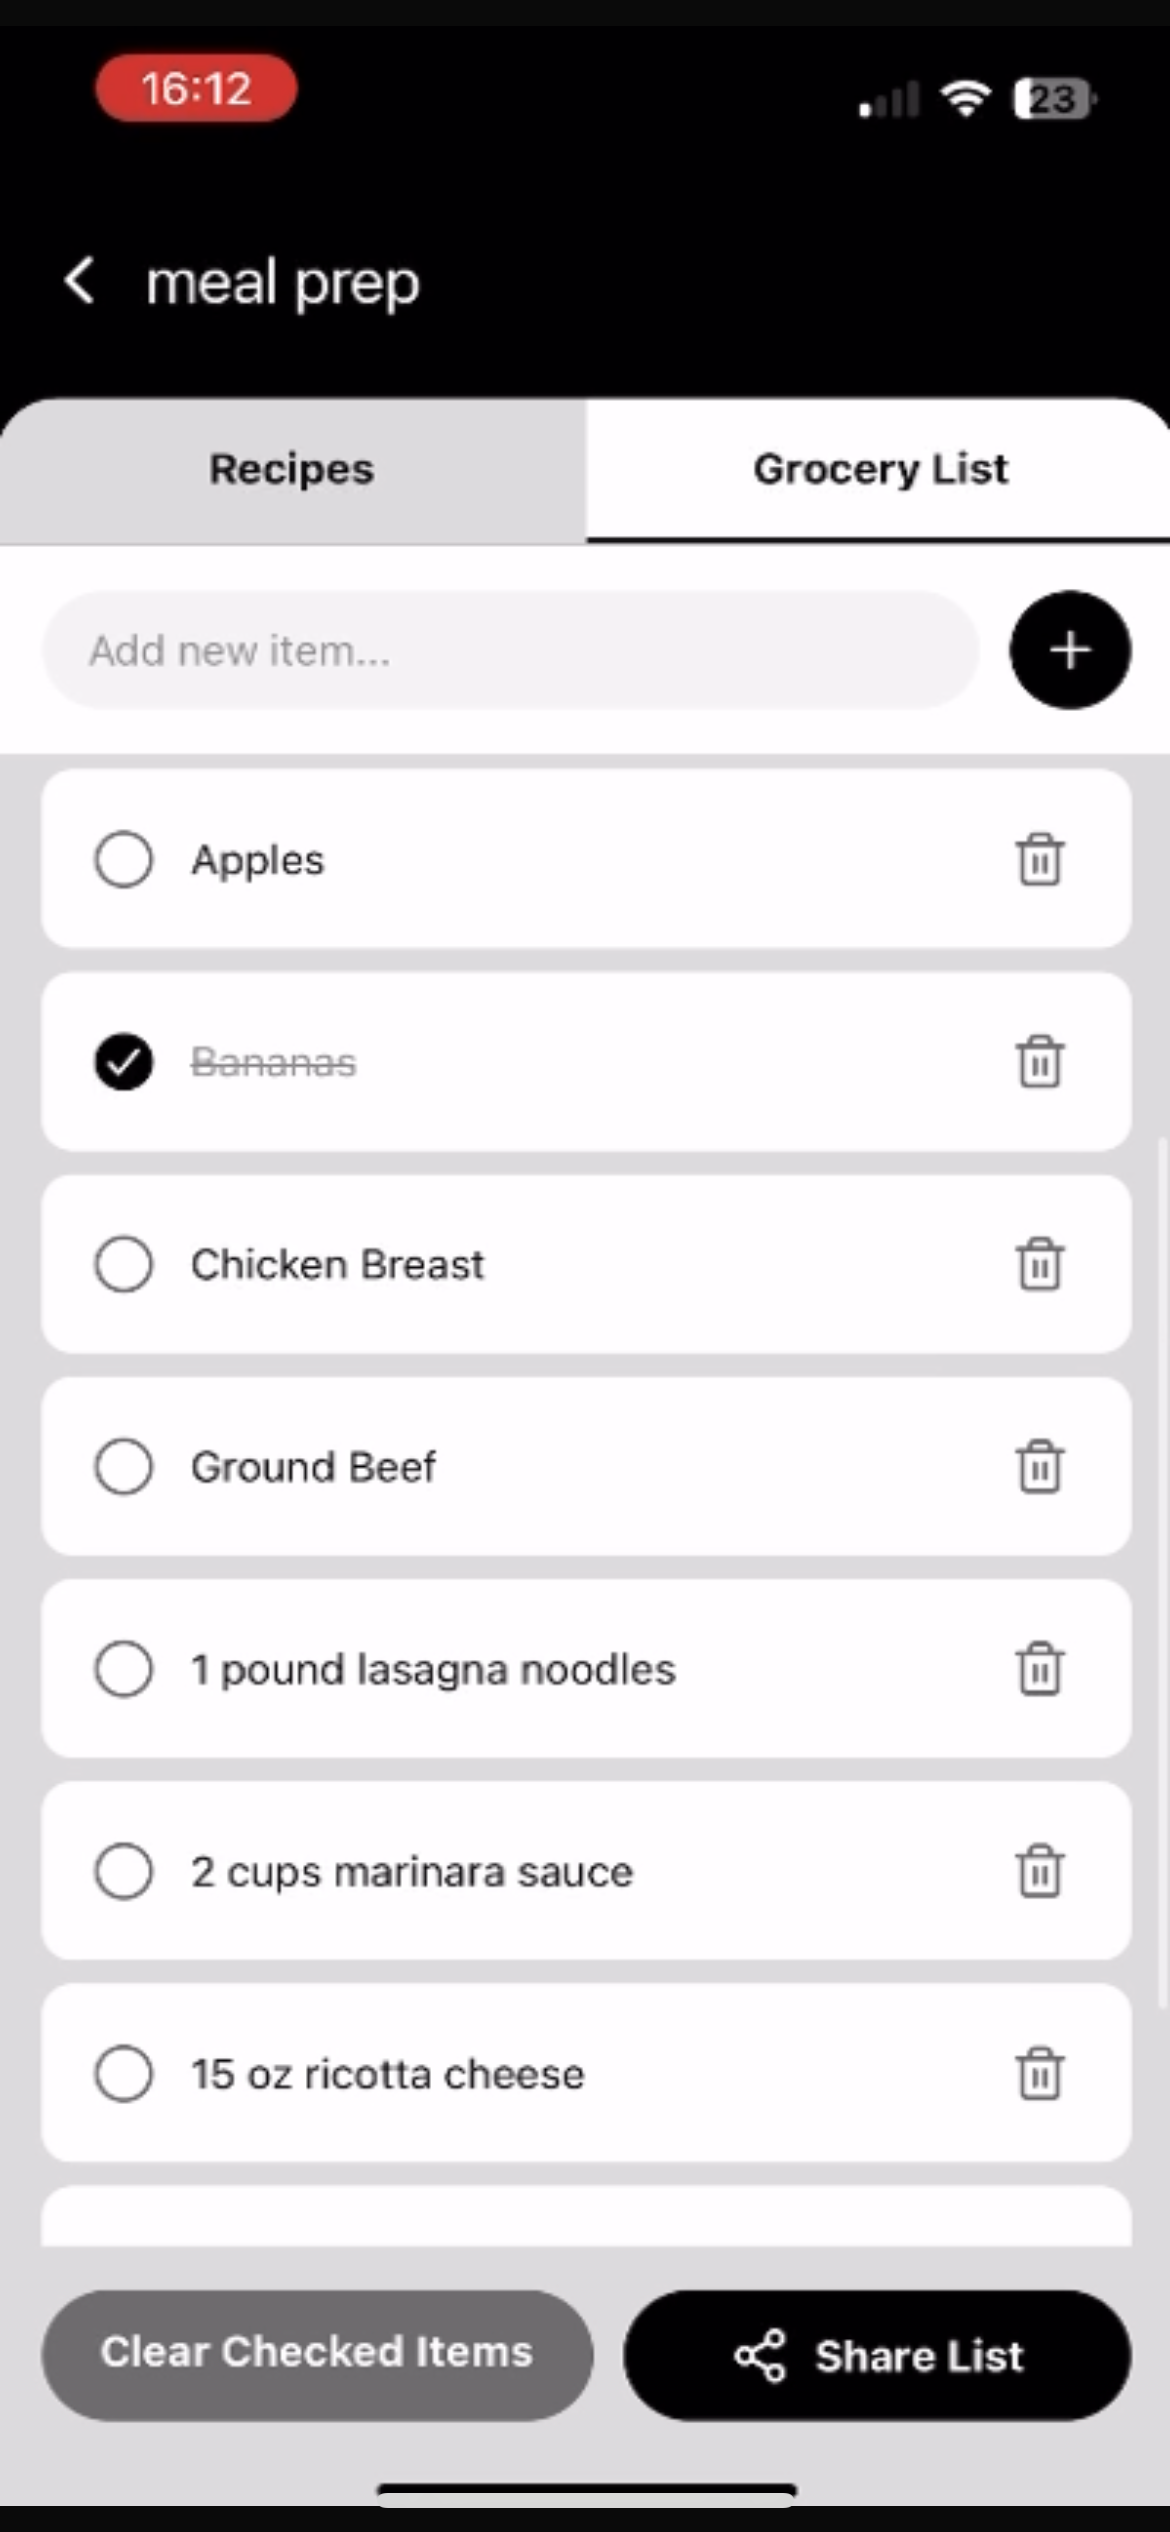 16:12
23
meal prep
Recipes
Grocery List
Add new item...
Apples
Bananas
Chicken Breast
Ground Beef
1 pound lasagna noodles
2 cups marinara sauce
15 oz ricotta cheese
Clear Checked Items
Share List